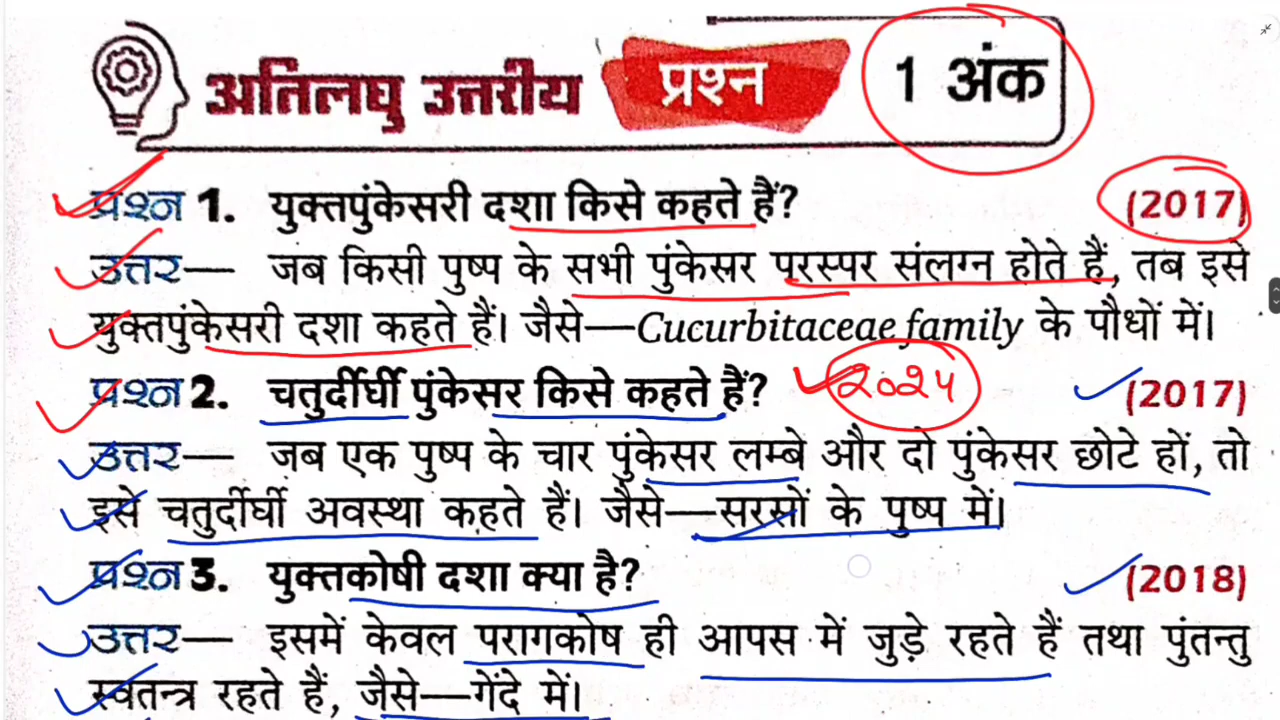 अतिलघु उत्तरीय प्रश्न 1 अंक
प्रश्न 1. युक्तपुंकेसरी दशा किसे कहते हैं? (2017)
उत्तर— जब किसी पुष्प के सभी पुंकेसर परस्पर संलग्न होते हैं, तब इसे
युक्तपुंकेसरी दशा कहते हैं। जैसे—Cucurbitaceae family के पौधों में।
प्रश्न 2. चतुर्दीर्घी पुंकेसर किसे कहते हैं? 2024 (2017)
उत्तर— जब एक पुष्प के चार पुंकेसर लम्बे और दो पुंकेसर छोटे हों, तो
इसे चतुर्दीर्घी अवस्था कहते हैं। जैसे—सरसों के पुष्प में।
प्रश्न 3. युक्तकोषी दशा क्या है? (2018)
उत्तर— इसमें केवल परागकोष ही आपस में जुड़े रहते हैं तथा पुंतन्तु
स्वतन्त्र रहते हैं, जैसे—गेंदे में।